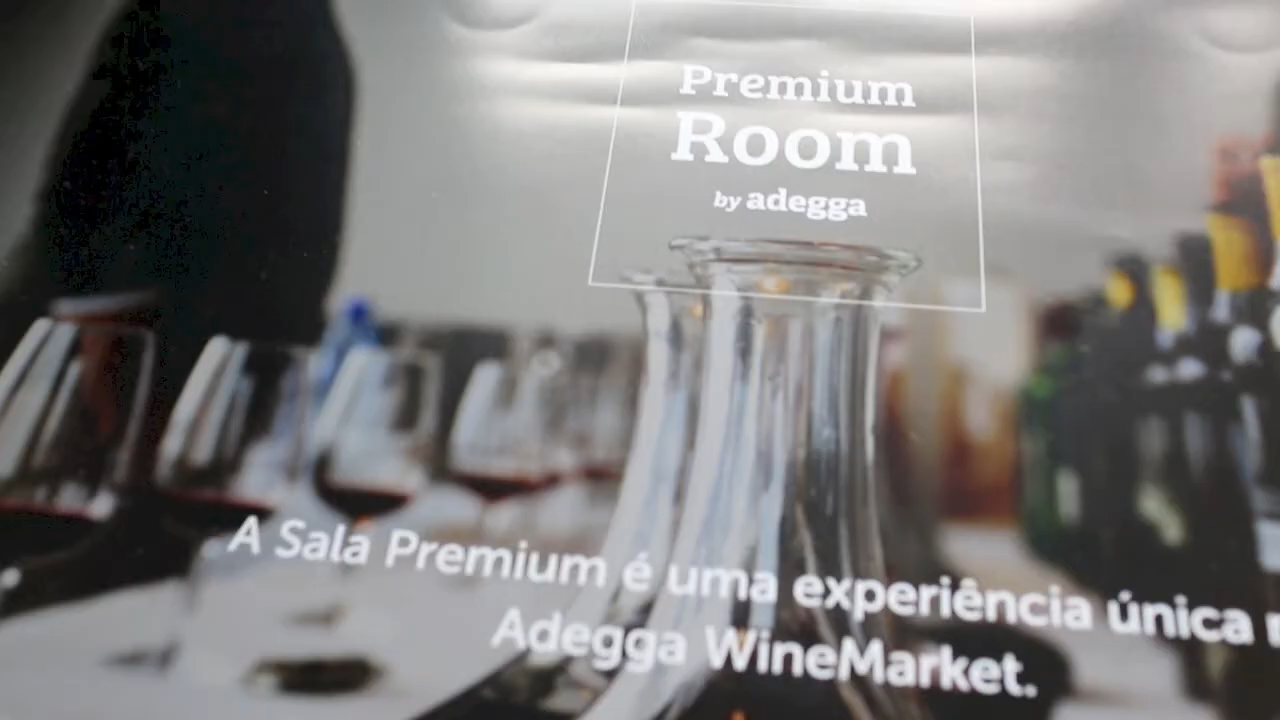 Premium
Room
by adegga
A Sala Premium é uma experiência única
Adegga WineMarket.